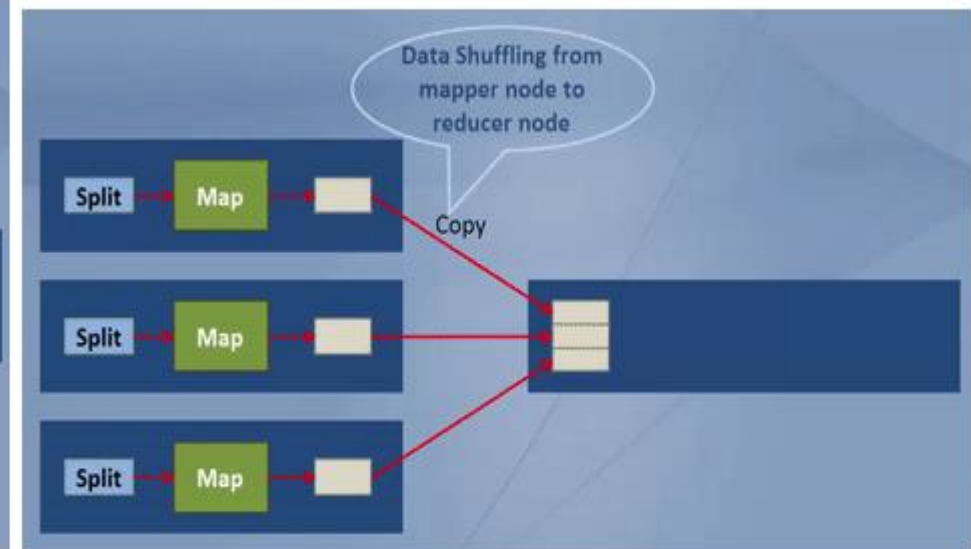 Data Shuffling from
mapper node to
reducer node
Split
Map
Copy
Split
Map
Split
Map